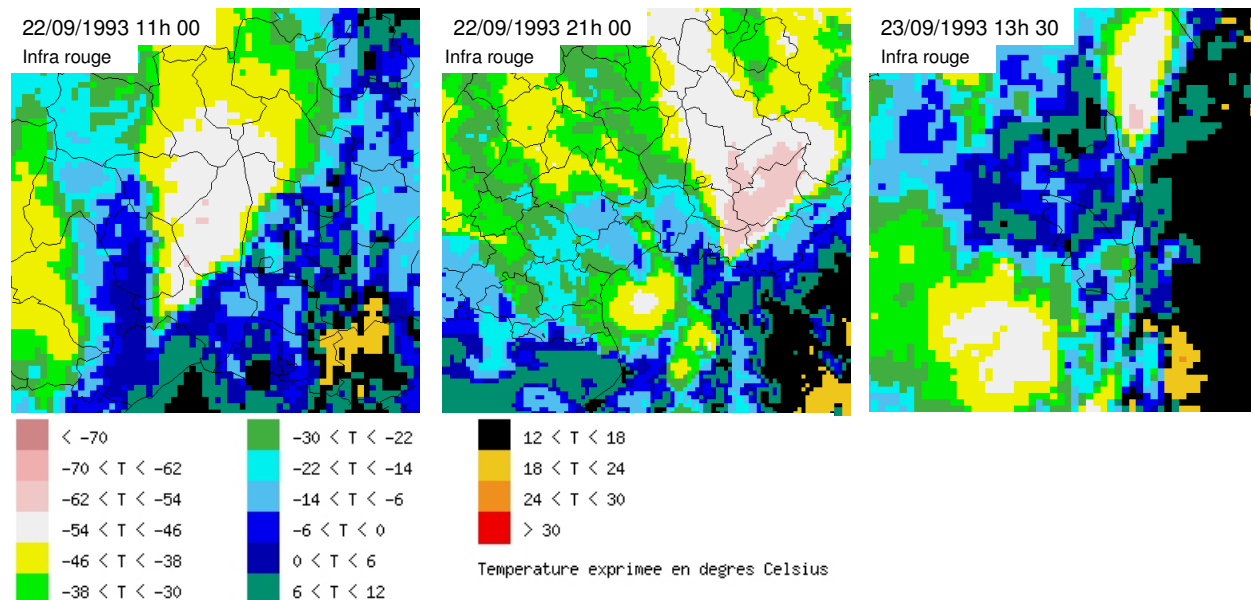 22/09/1993 11h 00
Infra rouge
22/09/1993 21h 00
Infra rouge
23/09/1993 13h 30
Infra rouge
< -70
-70 < T < -62
-62 < T < -54
-54 < T < -46
-46 < T < -38
-38 < T < -30
-30 < T < -22
-22 < T < -14
-14 < T < -6
-6 < T < 0
0 < T < 6
6 < T < 12
12 < T < 18
18 < T < 24
24 < T < 30
> 30
Temperature exprimee en degres Celsius